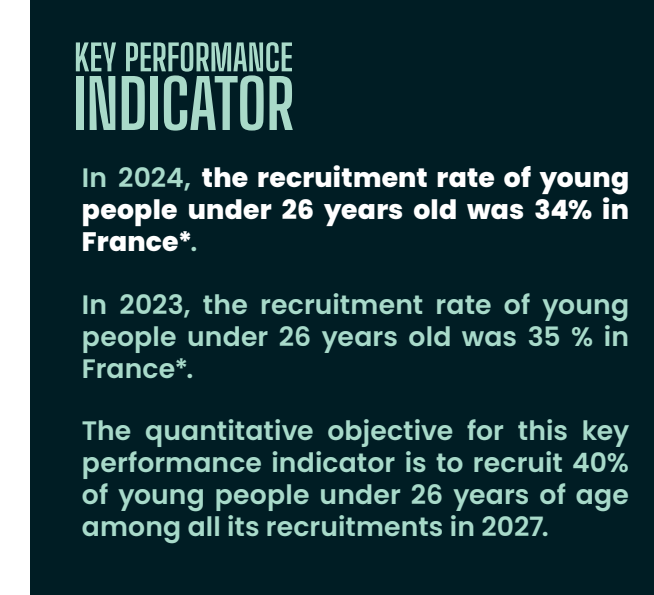 KEY PERFORMANCE
INDICATOR
In 2024, the recruitment rate of young
people under 26 years old was 34% in
France*.
In 2023, the recruitment rate of young
people under 26 years old was 35 % in
France*.
The quantitative objective for this key
performance indicator is to recruit 40%
of young people under 26 years of age
among all its recruitments in 2027.